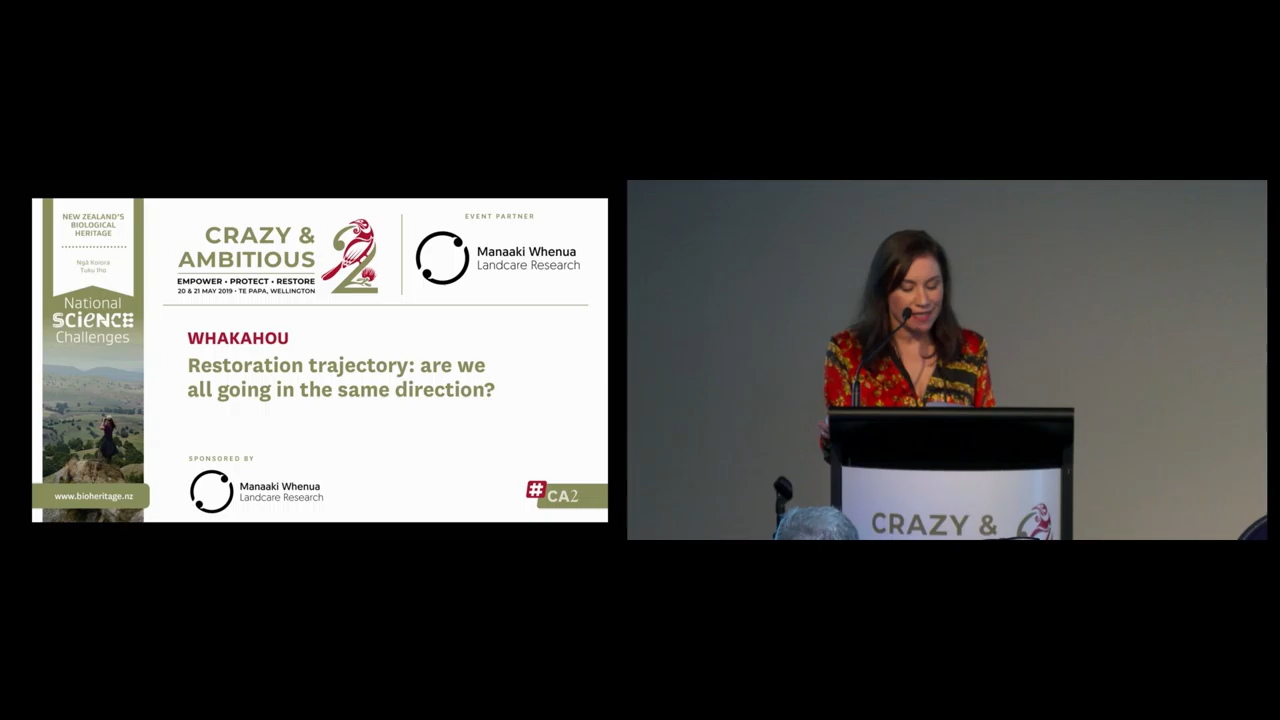 NEW ZEALAND'S
BIOLOGICAL
HERITAGE
Ngā Koiora
Tuku Iho
National
SCIENCE
Challenges
www.bioheritage.nz
CRAZY &
AMBITIOUS
2
EMPOWER • PROTECT • RESTORE
20 & 21 MAY 2019 • TE PAPA, WELLINGTON
EVENT PARTNER
Manaaki Whenua
Landcare Research
WHAKAHOU
Restoration trajectory: are we
all going in the same direction?
SPONSORED BY
Manaaki Whenua
Landcare Research
#CA2
CRAZY &